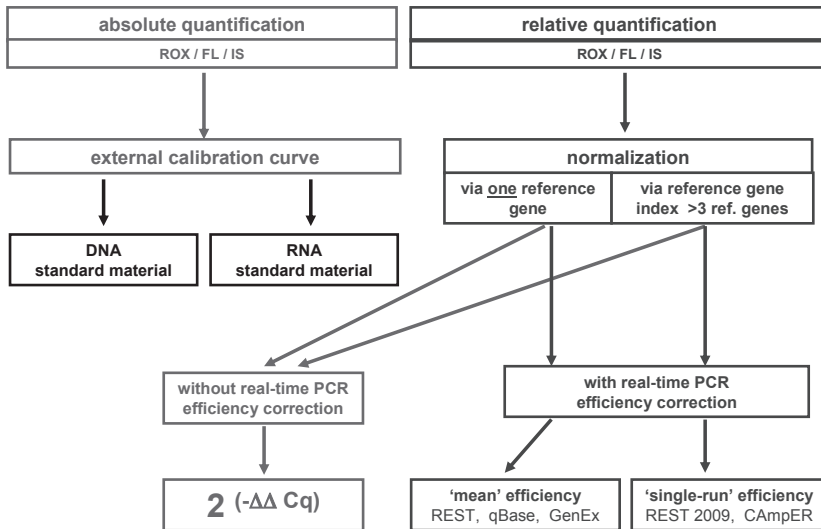 absolute quantification
ROX / FL / IS
relative quantification
ROX / FL / IS
external calibration curve
normalization
via one reference
gene
via reference gene
index >3 ref. genes
DNA
standard material
RNA
standard material
without real-time PCR
efficiency correction
with real-time PCR
efficiency correction
2 (-ΔΔ Cq)
‘mean’ efficiency
REST, qBase, GenEx
‘single-run’ efficiency
REST 2009, CAmpER